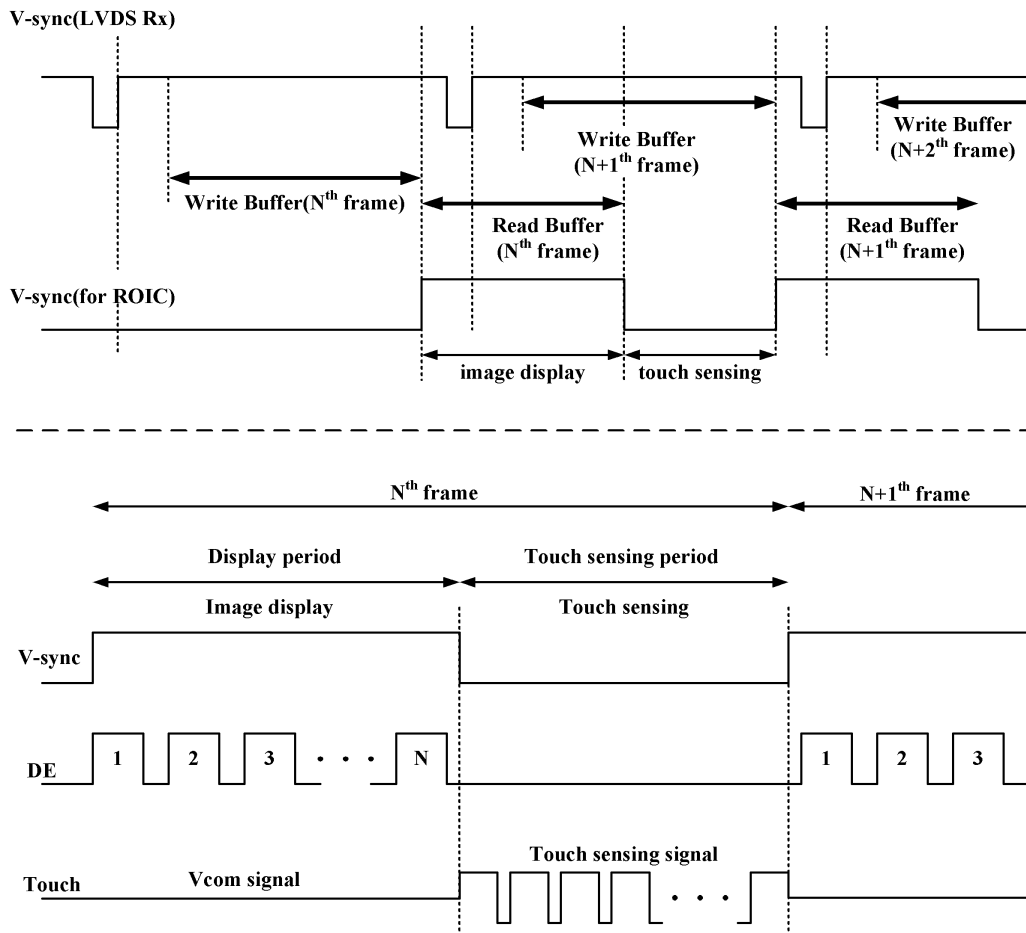 V-sync(LVDS Rx)
Write Buffer
(N+1th frame)
Write Buffer
(N+2th frame)
Write Buffer(Nth frame)
Read Buffer
(Nth frame)
Read Buffer
(N+1th frame)
V-sync(for ROIC)
image display
touch sensing
Nth frame
N+1th frame
Display period
Touch sensing period
Image display
Touch sensing
V-sync
DE
1 2 3 · · · N
1 2 3
Touch sensing signal
Touch
Vcom signal
· · ·